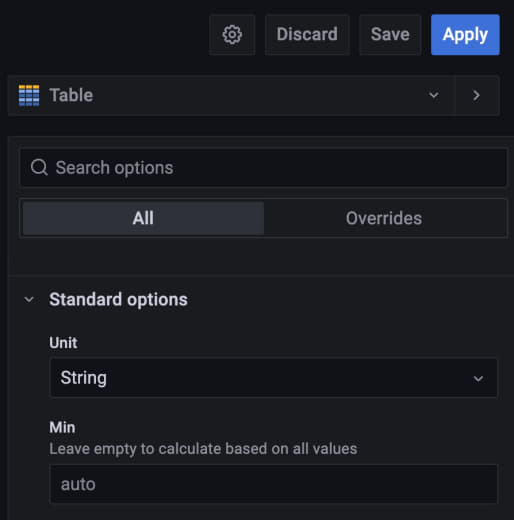 Discard Save Apply
Table
Search options
All Overrides
Standard options
Unit
String
Min
Leave empty to calculate based on all values
auto